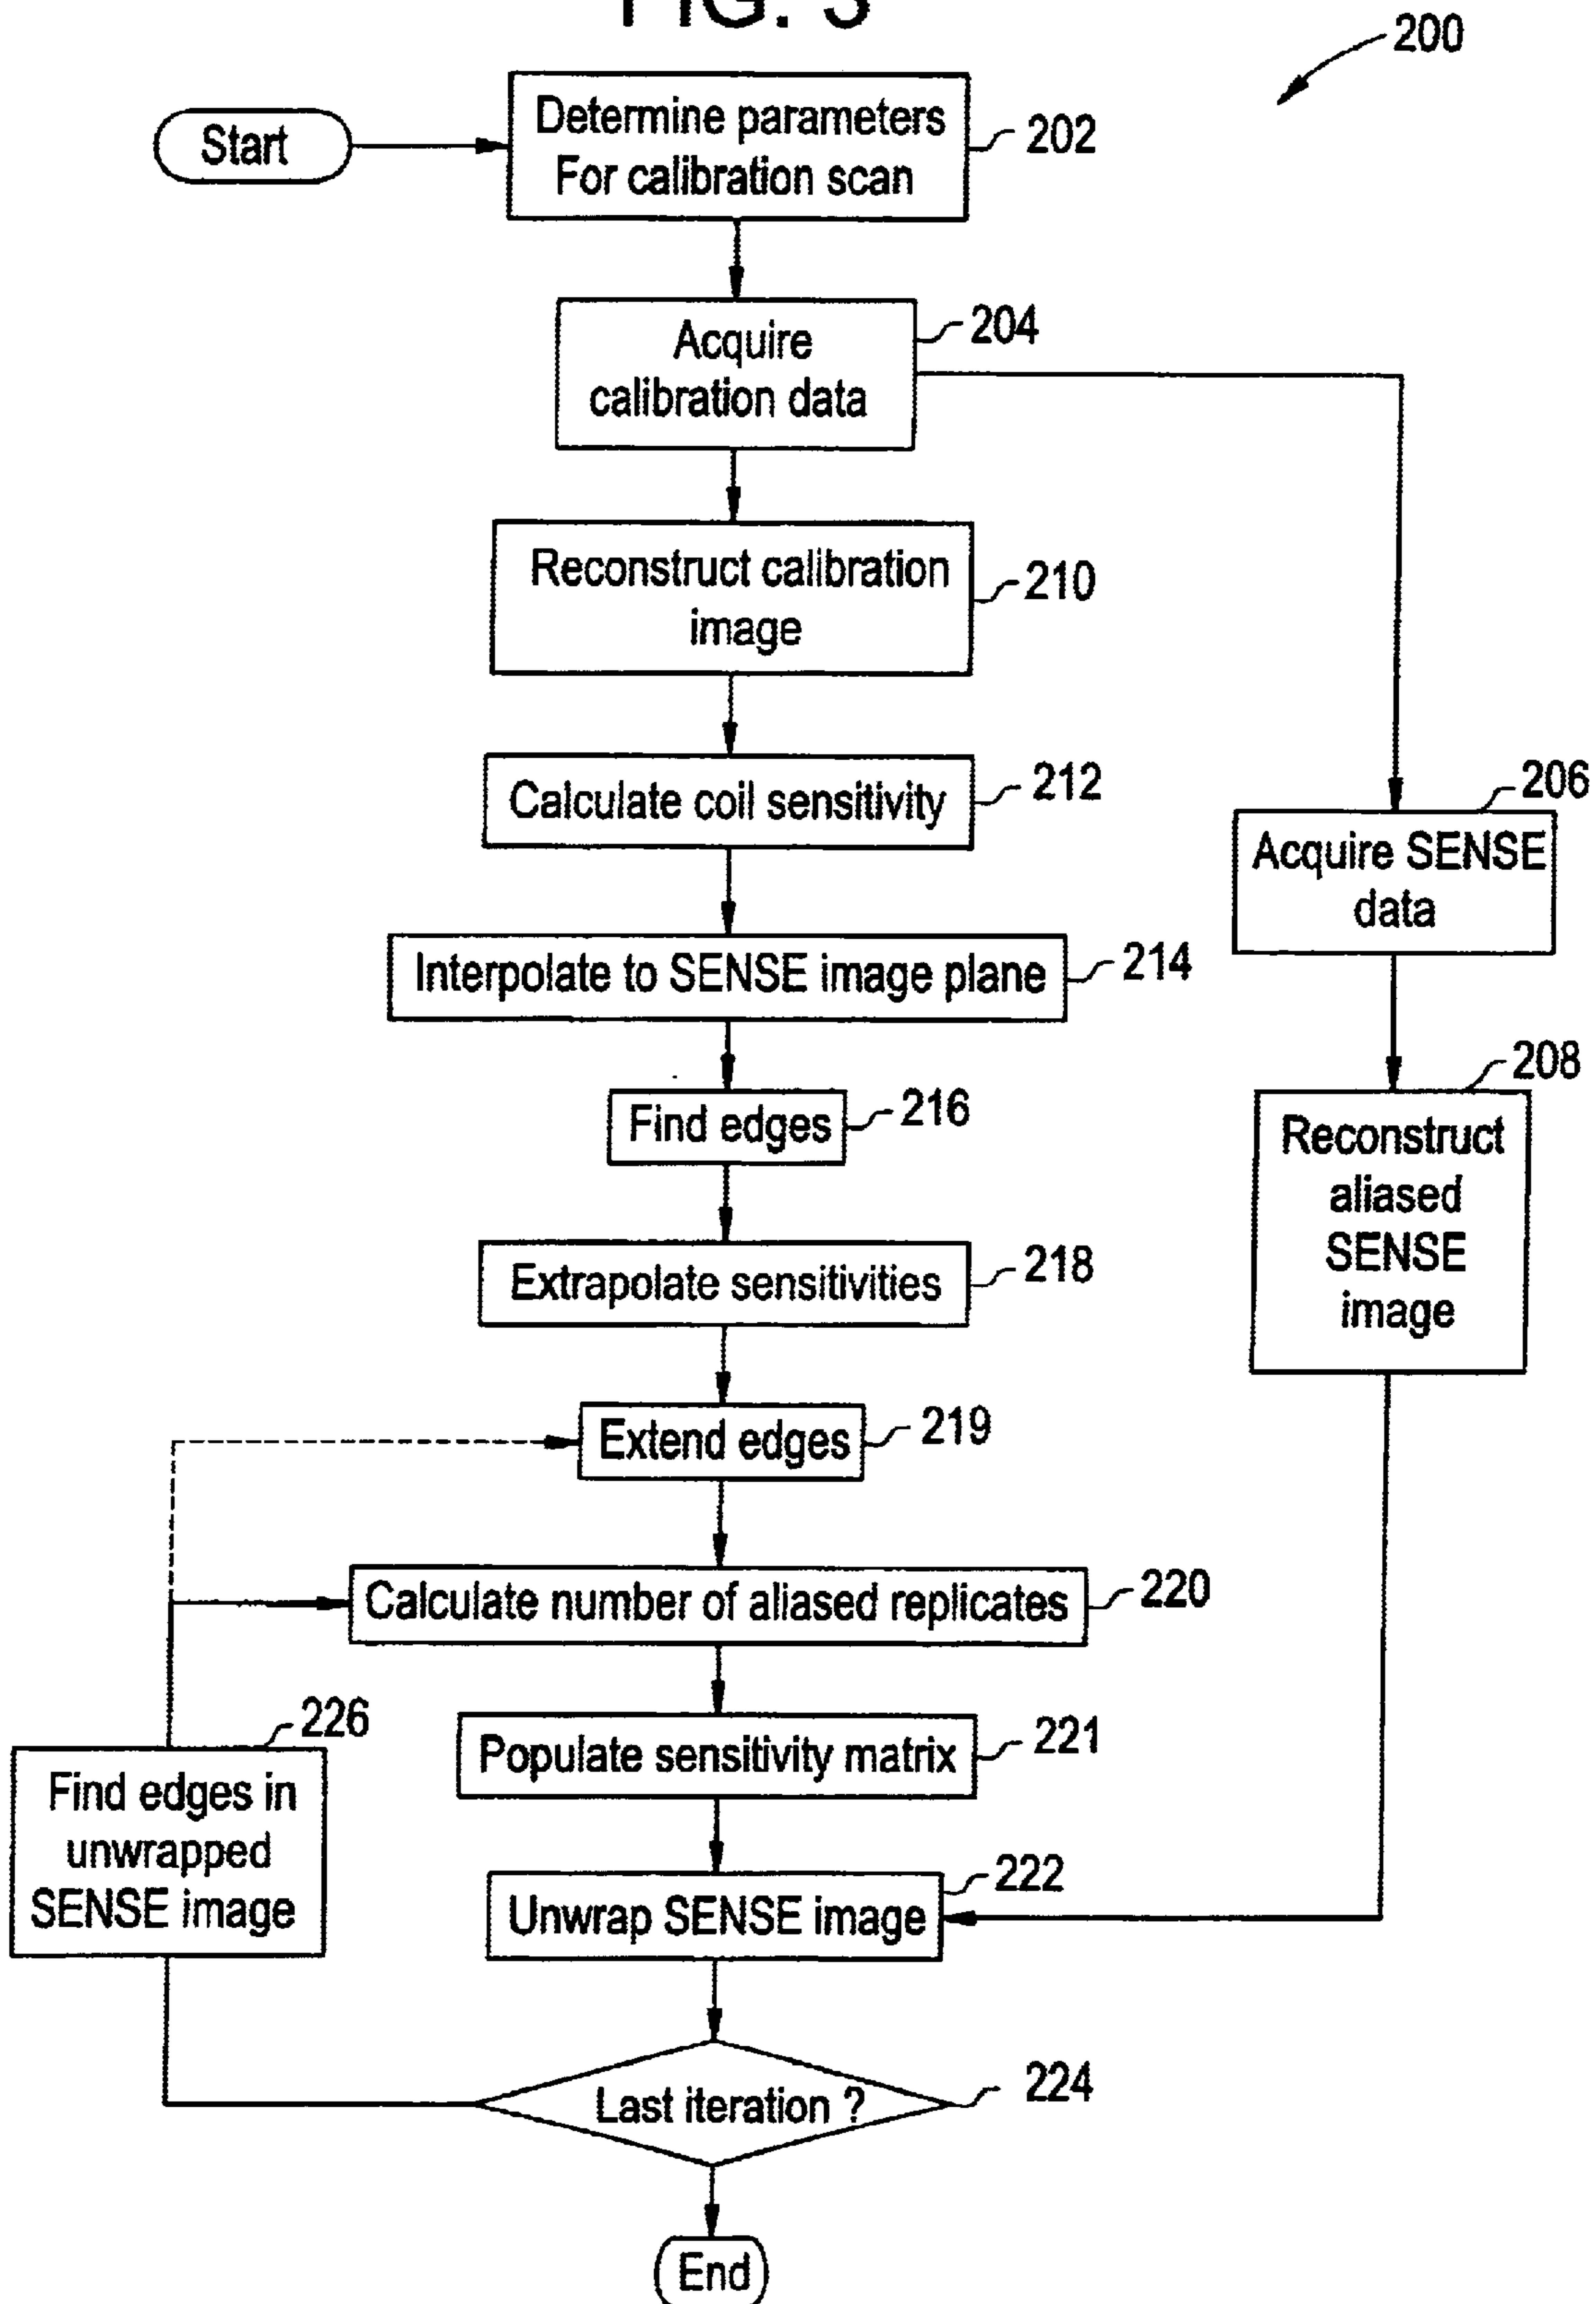 FIG. 3
200
Start
Determine parameters
For calibration scan
202
Acquire
calibration data
204
Reconstruct calibration
image
210
Calculate coil sensitivity
212
206
Acquire SENSE
data
Interpolate to SENSE image plane
214
208
Reconstruct
aliased
SENSE
image
Find edges
216
Extrapolate sensitivities
218
Extend edges
219
Calculate number of aliased replicates
220
226
Find edges in
unwrapped
SENSE image
Populate sensitivity matrix
221
Unwrap SENSE image
222
Last iteration ?
224
End